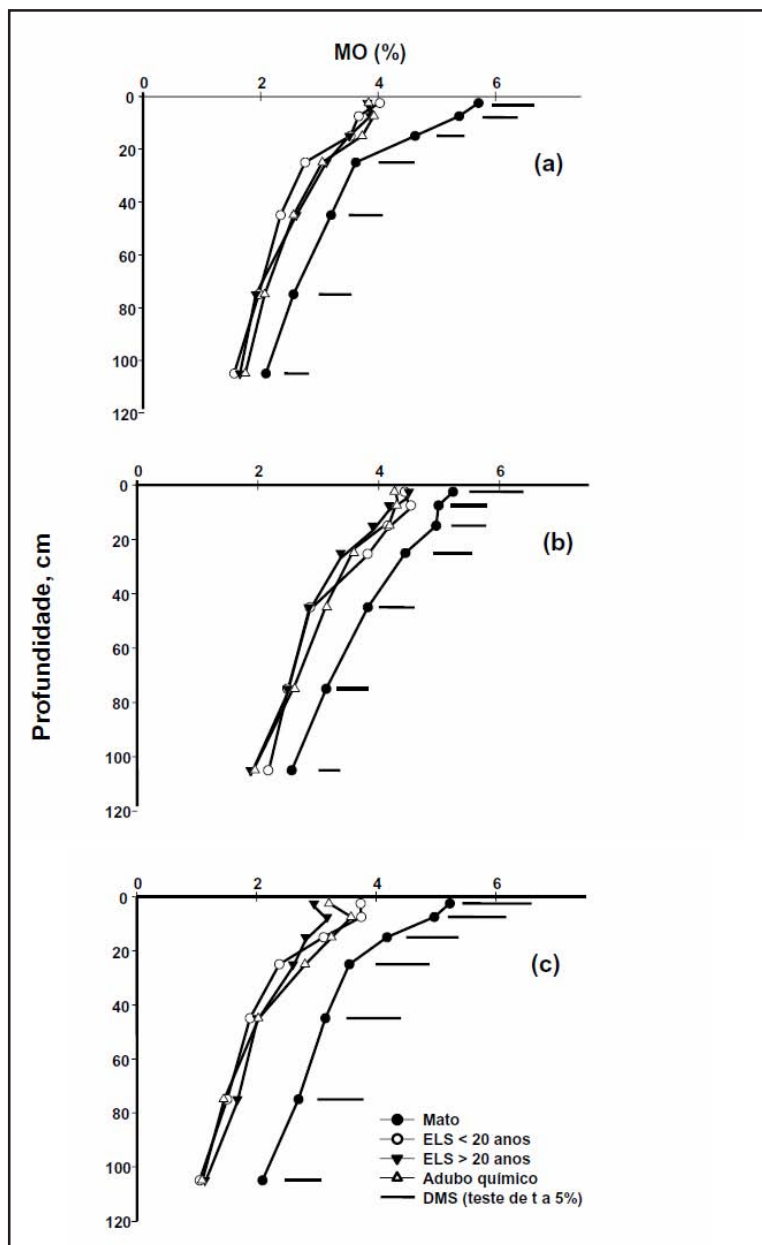 MO (%)
0 2 4 6
0
20
40
60
80
100
120
(a)
0 2 4 6
0
20
40
60
80
100
120
(b)
Profundidade, cm
0 2 4 6
0
20
40
60
80
100
120
(c)
Mato
ELS < 20 anos
ELS > 20 anos
Adubo químico
DMS (teste de t a 5%)